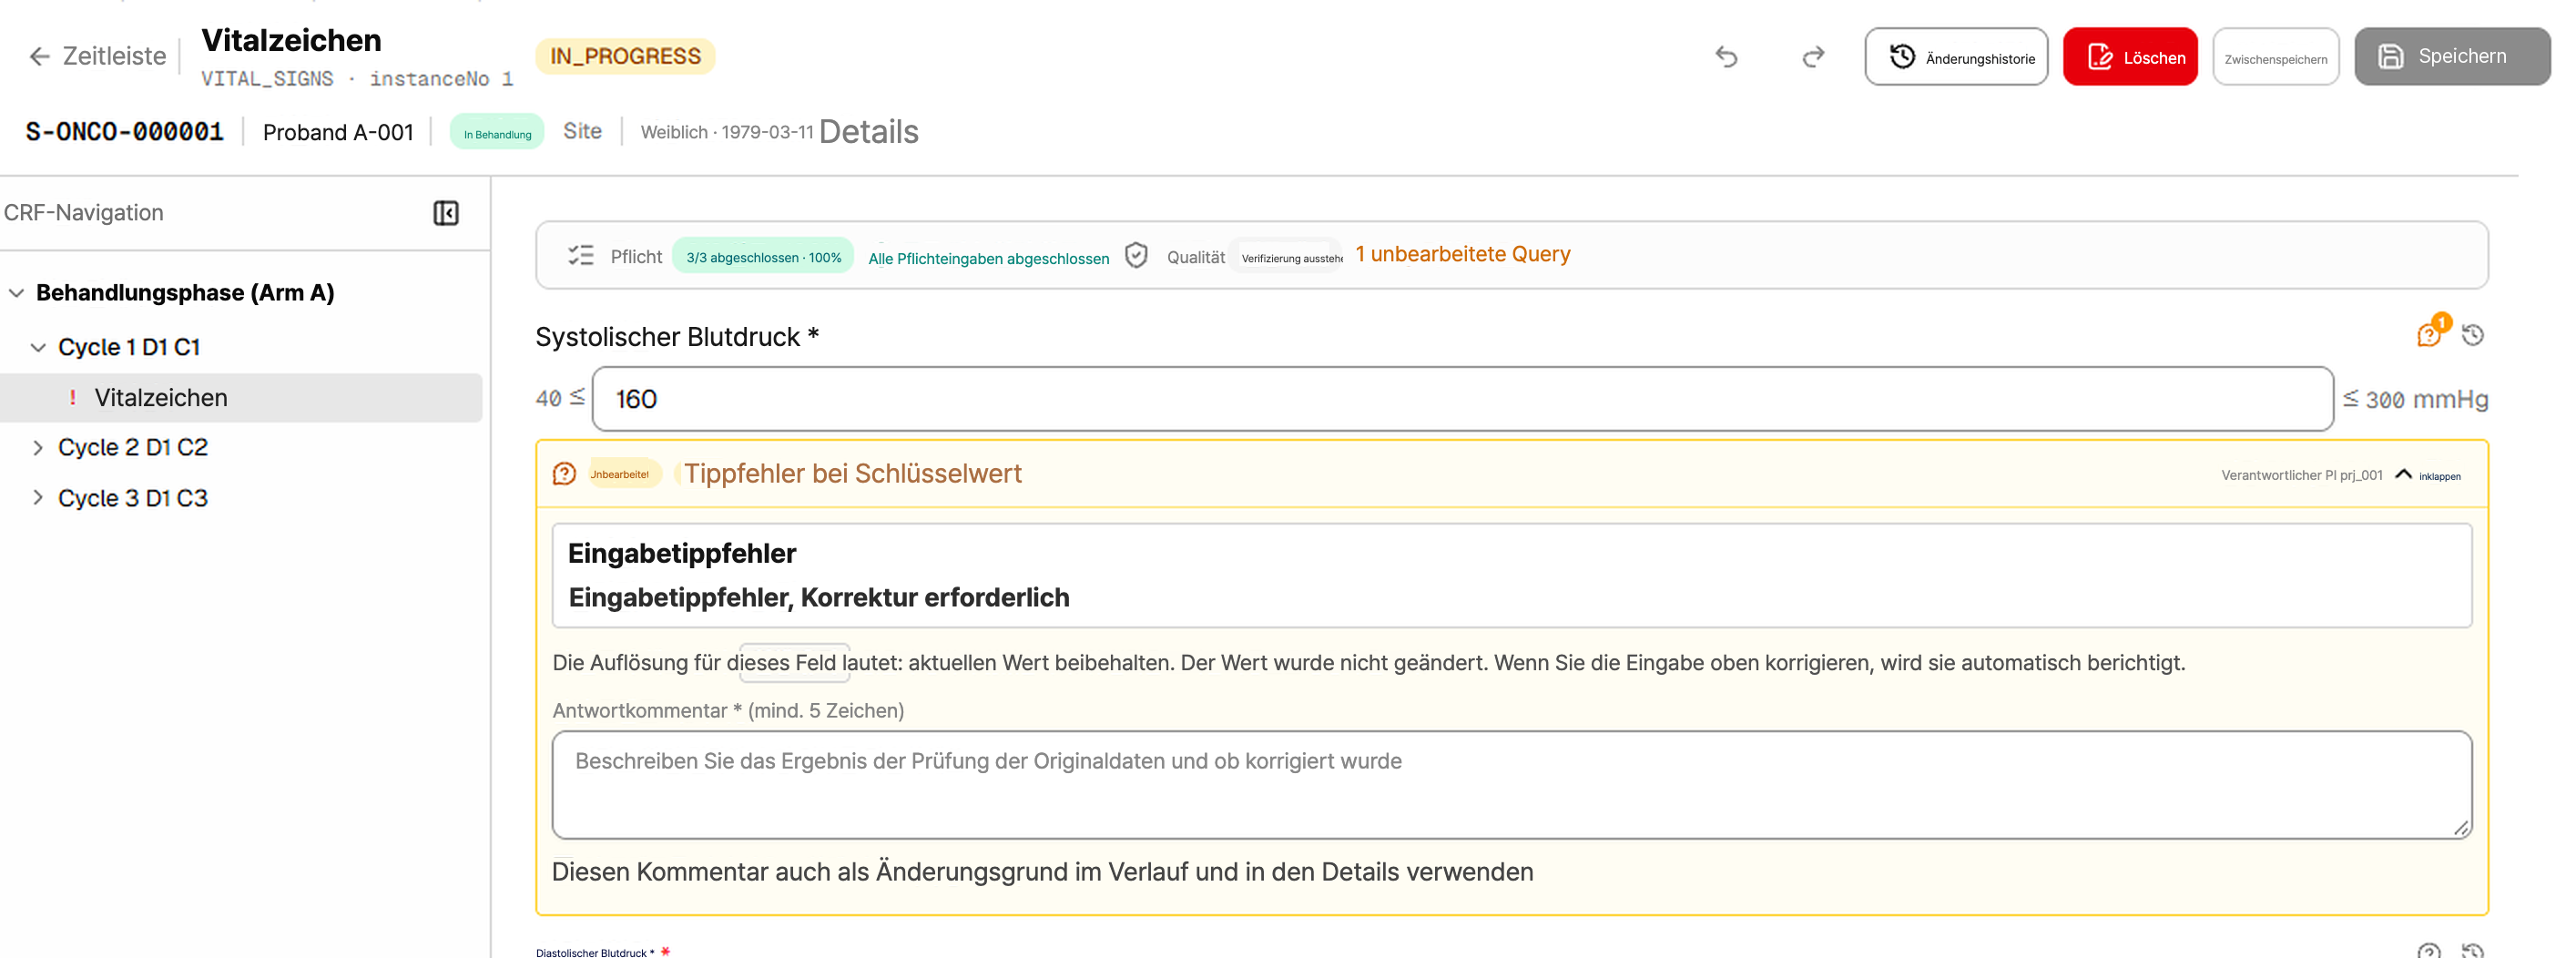 Zeitleiste
Vitalzeichen
VITAL_SIGNS · instanceNo 1
IN_PROGRESS
Änderungshistorie
Löschen
Zwischenspeichern
Speichern
S-ONCO-000001
Proband A-001
In Behandlung
Site
Weiblich · 1979-03-11
Details
CRF-Navigation
Behandlungsphase (Arm A)
Cycle 1 D1 C1
! Vitalzeichen
Cycle 2 D1 C2
Cycle 3 D1 C3
Pflicht
3/3 abgeschlossen · 100%
Alle Pflichteingaben abgeschlossen
Qualität
Verifizierung aussteh
1 unbearbeitete Query
Systolischer Blutdruck *
1
40 ≤
160
≤ 300 mmHg
Unbearbeitet
Tippfehler bei Schlüsselwert
Verantwortlicher PI prj_001
inklappen
Eingabetippfehler
Eingabetippfehler, Korrektur erforderlich
Die Auflösung für dieses Feld lautet: aktuellen Wert beibehalten. Der Wert wurde nicht geändert. Wenn Sie die Eingabe oben korrigieren, wird sie automatisch berichtigt.
Antwortkommentar * (mind. 5 Zeichen)
Beschreiben Sie das Ergebnis der Prüfung der Originaldaten und ob korrigiert wurde
Diesen Kommentar auch als Änderungsgrund im Verlauf und in den Details verwenden
Diastolischer Blutdruck * *